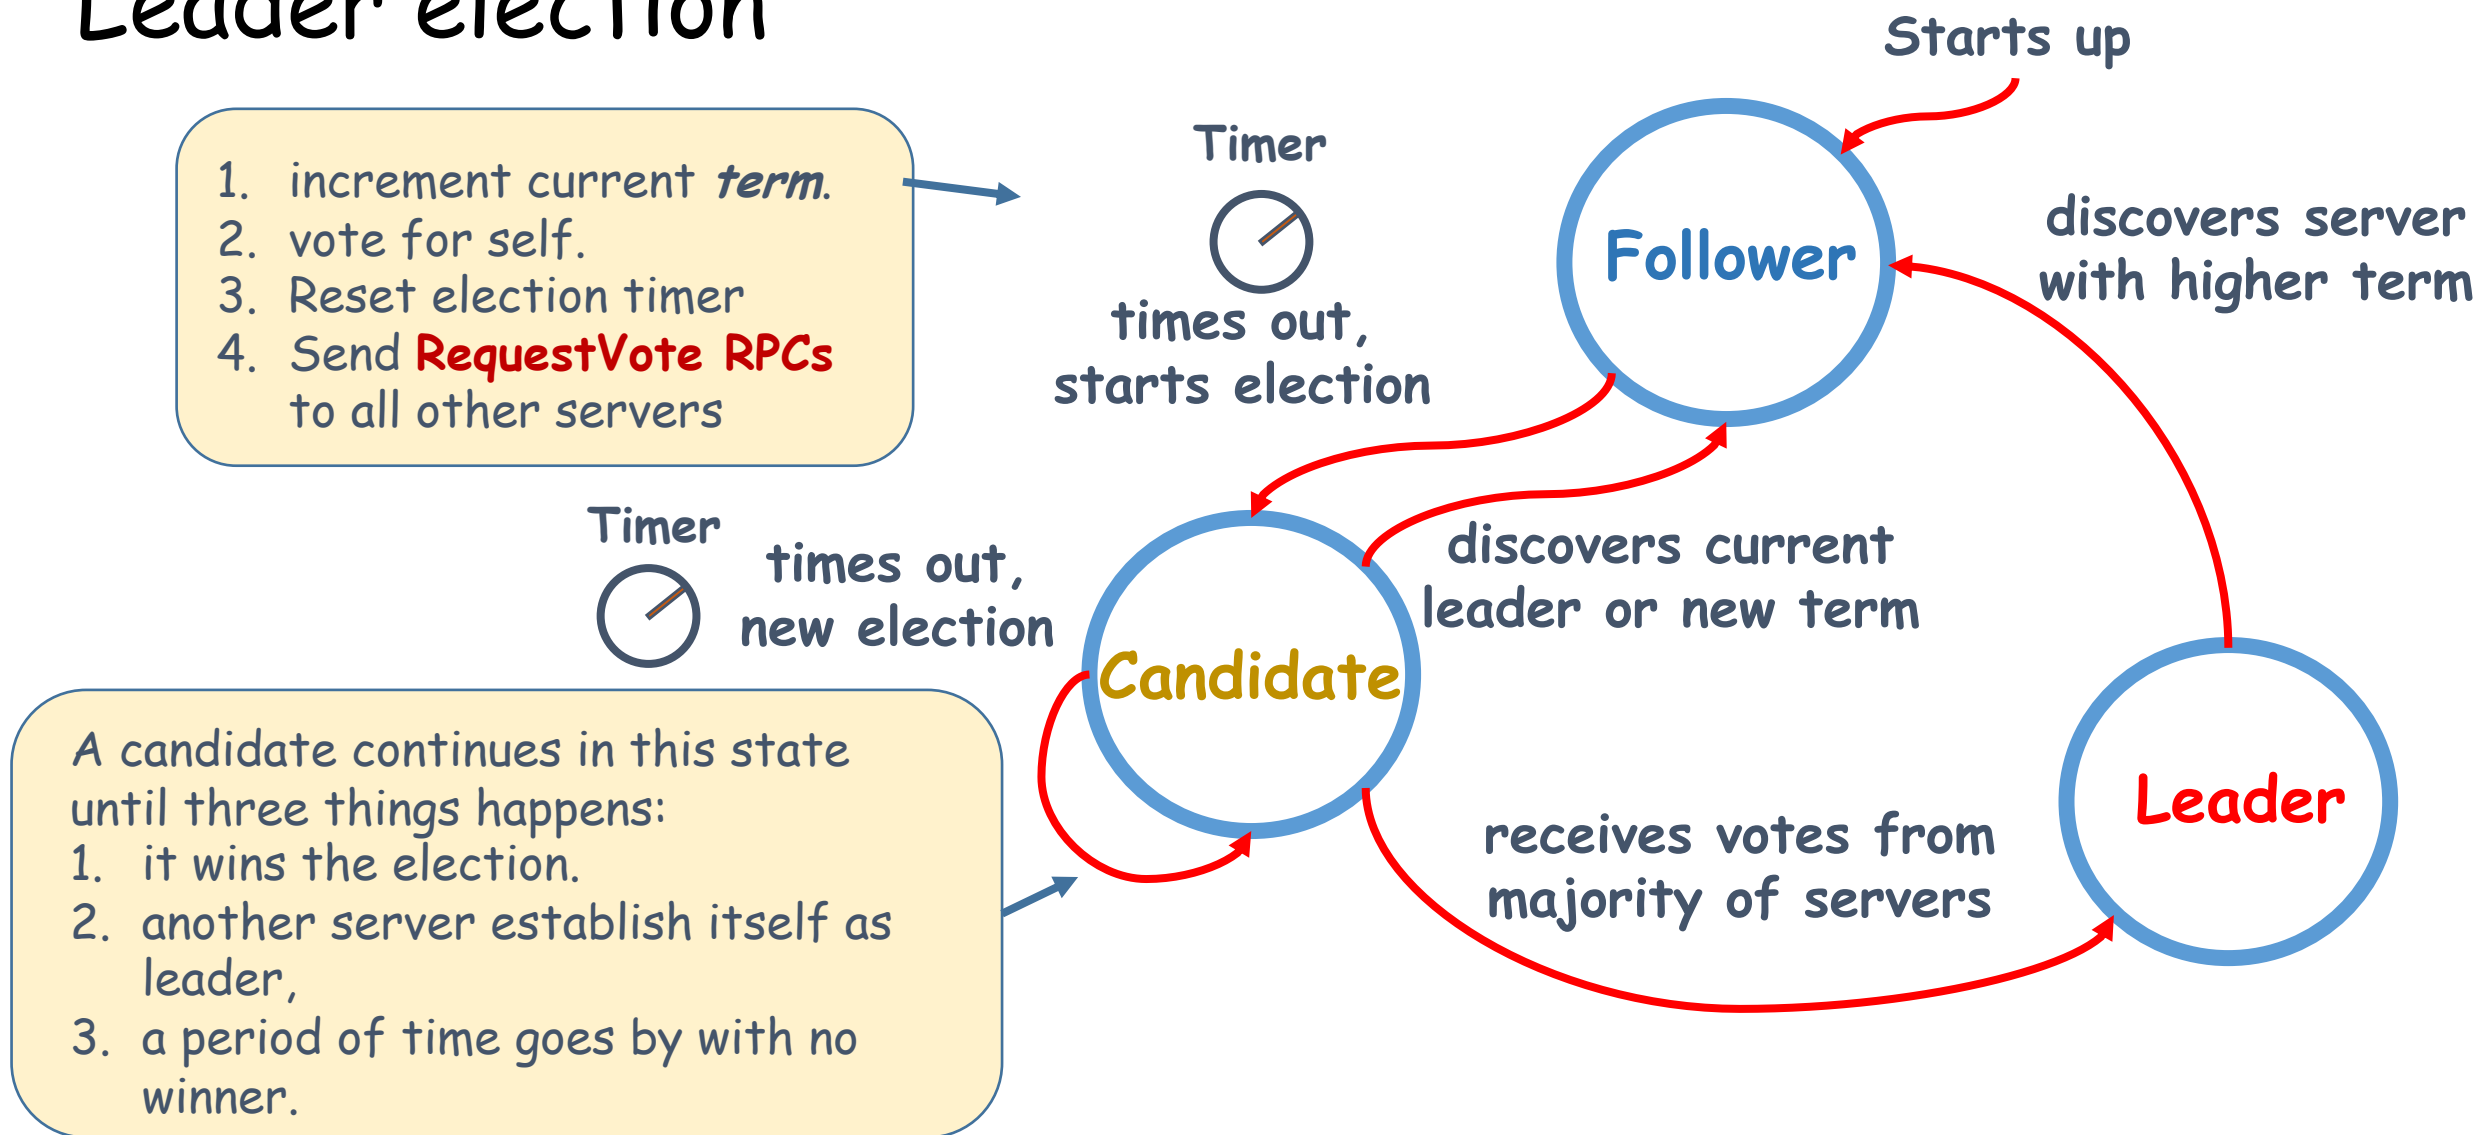 Leader election
Starts up
1. increment current term.
2. vote for self.
3. Reset election timer
4. Send RequestVote RPCs
to all other servers
Timer
times out,
starts election
Follower
discovers server
with higher term
Timer
times out,
new election
discovers current
leader or new term
Candidate
A candidate continues in this state
until three things happens:
1. it wins the election.
2. another server establish itself as
leader,
3. a period of time goes by with no
winner.
receives votes from
majority of servers
Leader